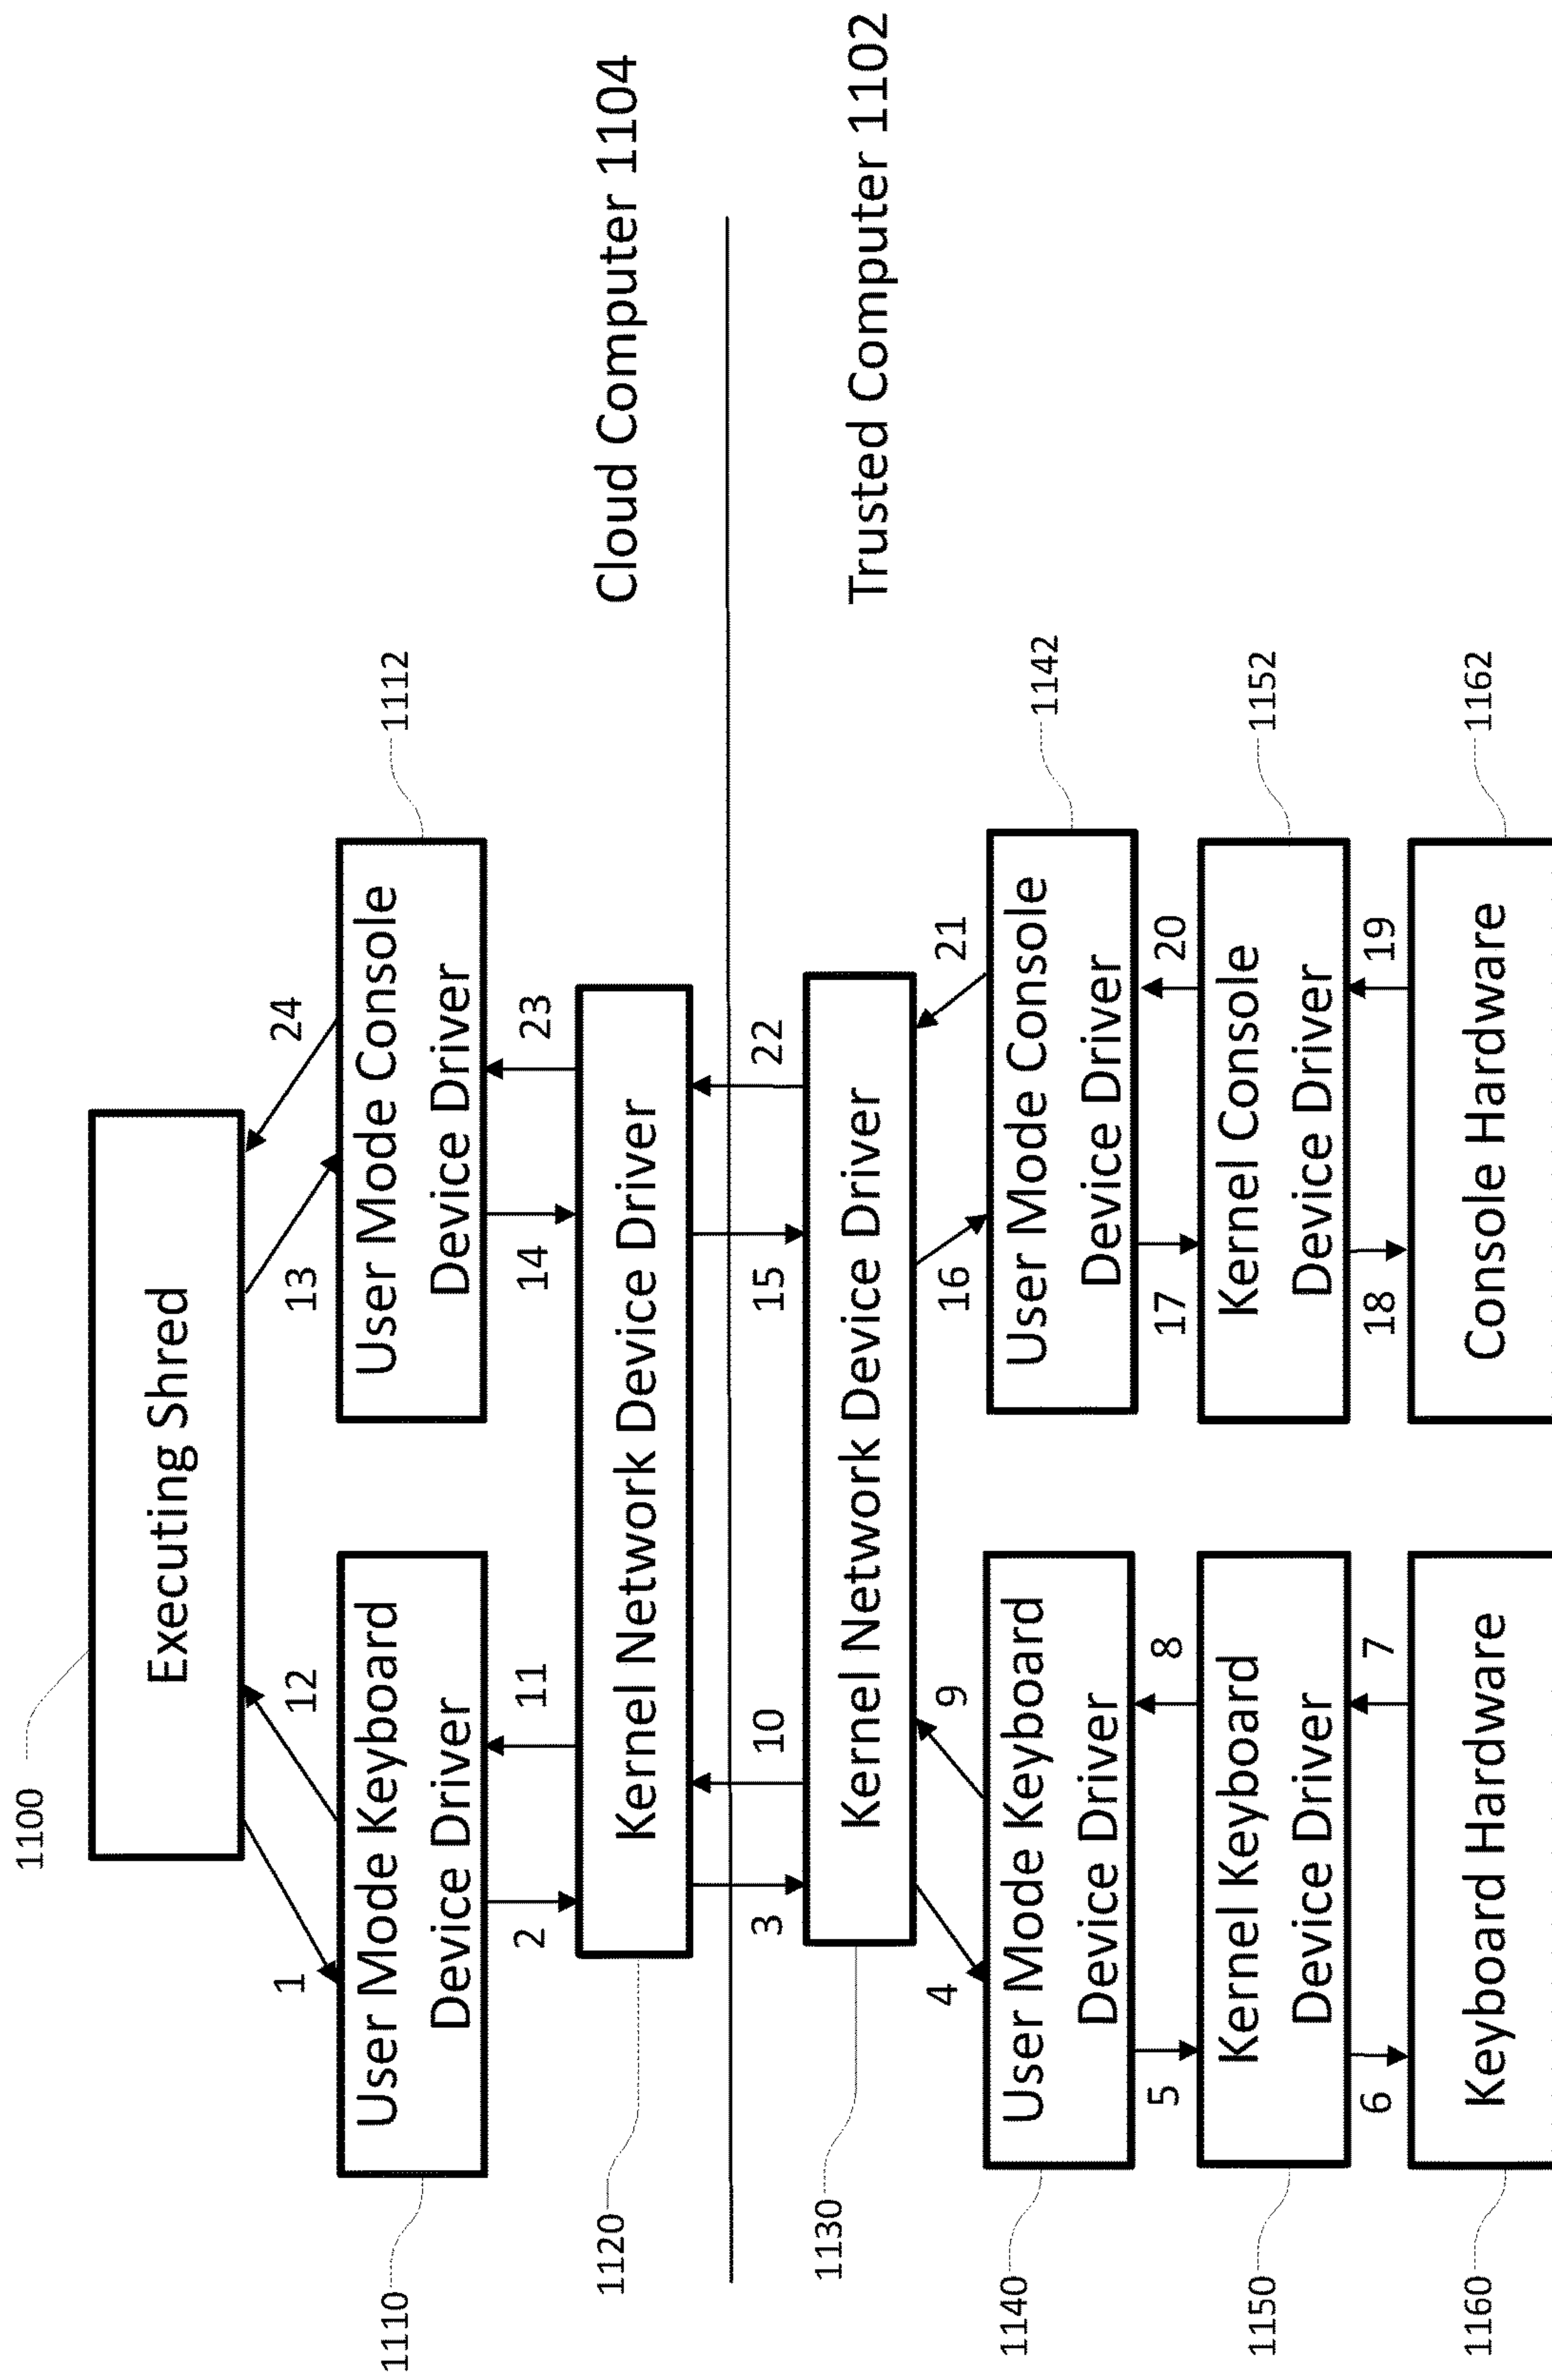 1100
Executing Shred
1
12
13
24
1110
User Mode Keyboard
Device Driver
User Mode Console
Device Driver
1112
2
11
14
23
Cloud Computer 1104
1120
Kernel Network Device Driver
3
10
15
22
1130
Kernel Network Device Driver
Trusted Computer 1102
4
9
16
21
1140
User Mode Keyboard
Device Driver
User Mode Console
Device Driver
1142
5
8
17
20
1150
Kernel Keyboard
Device Driver
Kernel Console
Device Driver
1152
6
7
18
19
1160
Keyboard Hardware
Console Hardware
1162